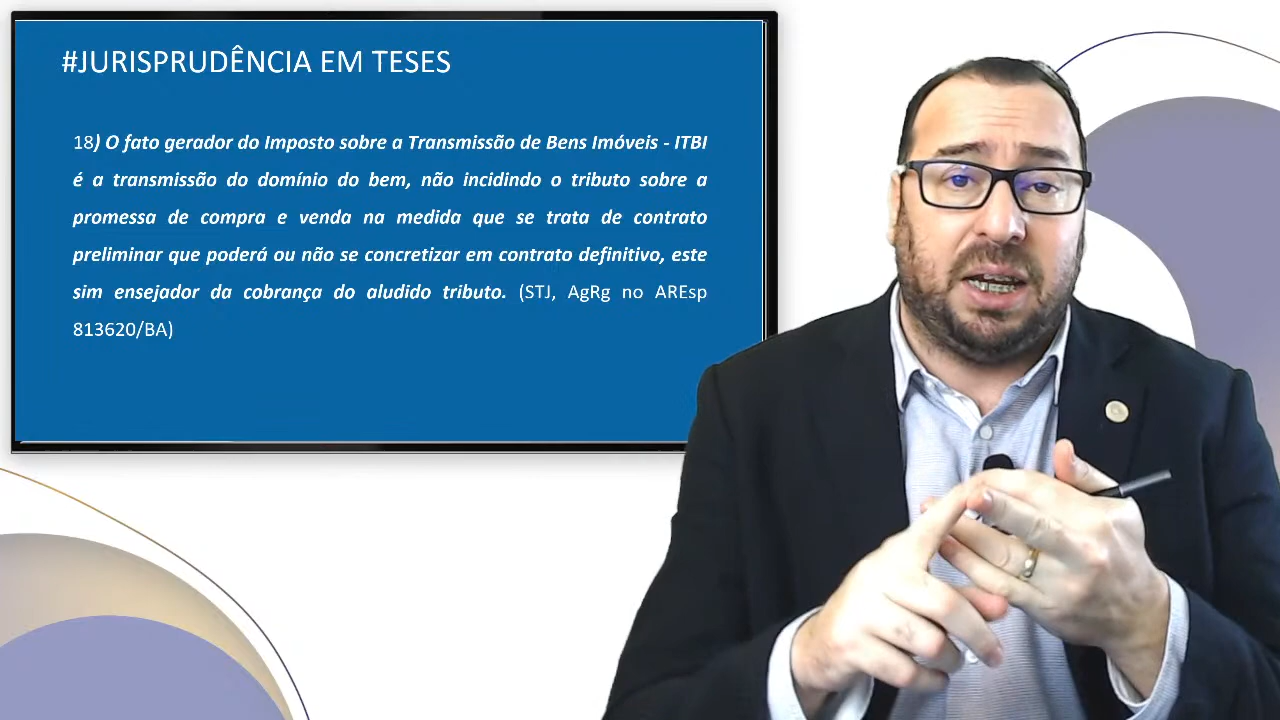 #JURISPRUDÊNCIA EM TESES
18) O fato gerador do Imposto sobre a Transmissão de Bens Imóveis - ITBI
é a transmissão do domínio do bem, não incidindo o tributo sobre a
promessa de compra e venda na medida que se trata de contrato
preliminar que poderá ou não se concretizar em contrato definitivo, este
sim ensejador da cobrança do aludido tributo. (STJ, AgRg no AREsp
813620/BA)